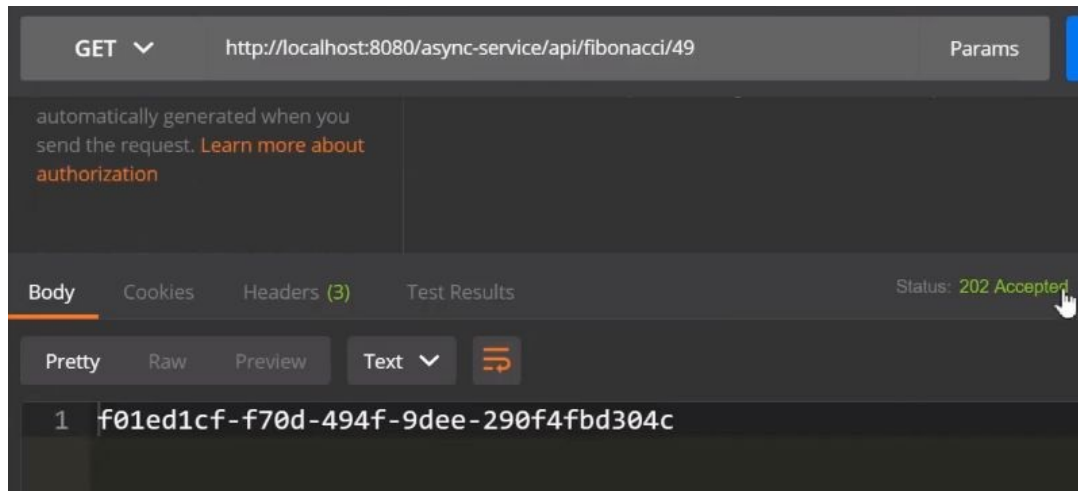 GET http://localhost:8080/async-service/api/fibonacci/49 Params
automatically generated when you
send the request. Learn more about
authorization
Body Cookies Headers (3) Test Results Status: 202 Accepted
Pretty Raw Preview Text
1 f01ed1cf-f70d-494f-9dee-290f4fbd304c